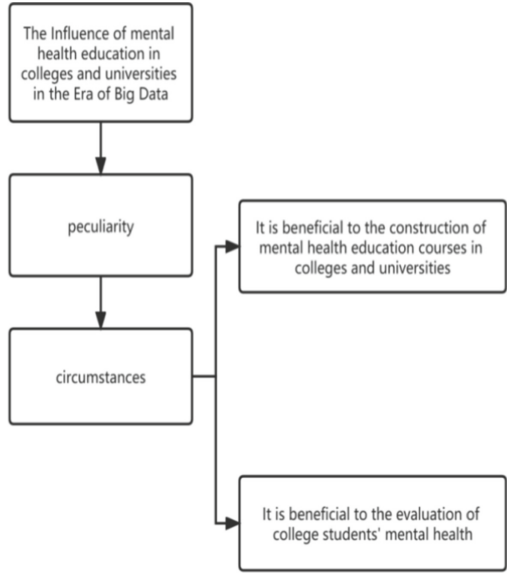 The Influence of mental
health education in
colleges and universities
in the Era of Big Data
peculiarity
It is beneficial to the construction of
mental health education courses in
colleges and universities
circumstances
It is beneficial to the evaluation of
college students' mental health